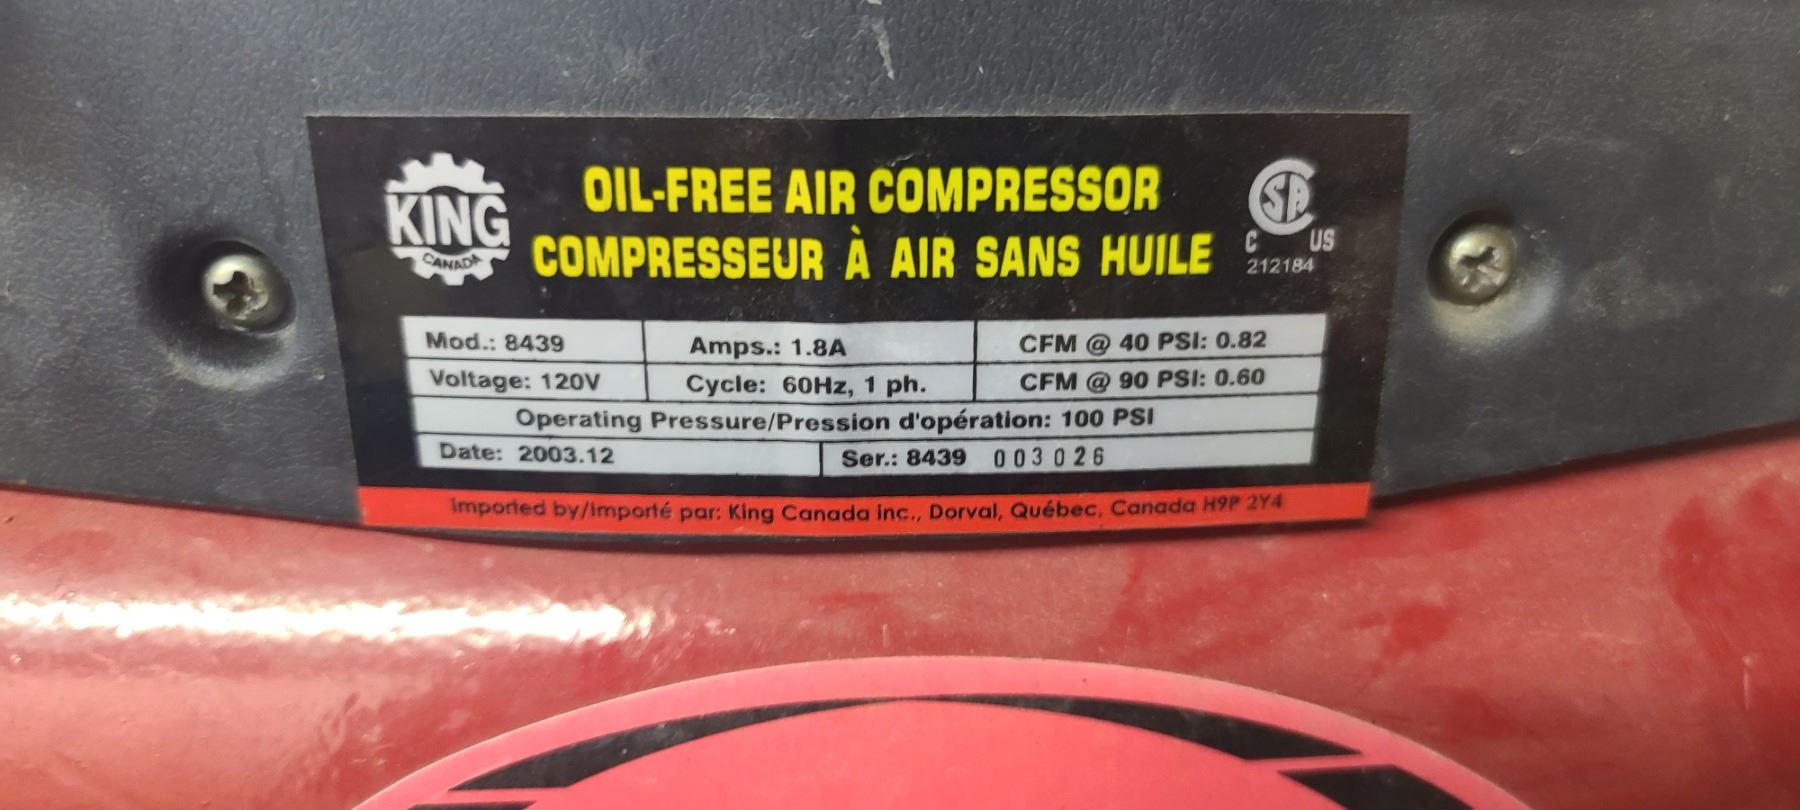 KING
CANADA
OIL-FREE AIR COMPRESSOR
COMPRESSEUR À AIR SANS HUILE
CSA
C US
212184
Mod.: 8439 Amps.: 1.8A CFM @ 40 PSI: 0.82
Voltage: 120V Cycle: 60Hz, 1 ph. CFM @ 90 PSI: 0.60
Operating Pressure/Pression d'opération: 100 PSI
Date: 2003.12 Ser.: 8439 003026
Imported by/Importé par: King Canada inc., Dorval, Québec, Canada H9P 2Y4